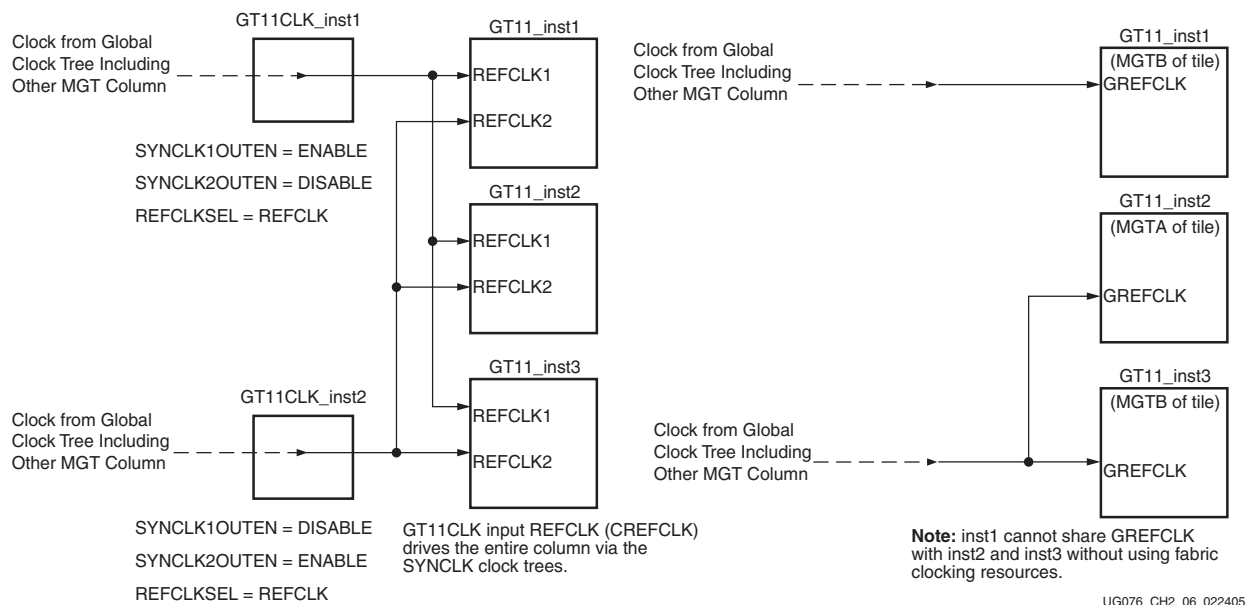 GT11CLK_inst1
Clock from Global
Clock Tree Including
Other MGT Column
SYNCLK1OUTEN = ENABLE
SYNCLK2OUTEN = DISABLE
REFCLKSEL = REFCLK
GT11_inst1
REFCLK1
REFCLK2
GT11_inst2
REFCLK1
REFCLK2
GT11_inst3
REFCLK1
REFCLK2
GT11CLK_inst2
Clock from Global
Clock Tree Including
Other MGT Column
SYNCLK1OUTEN = DISABLE
SYNCLK2OUTEN = ENABLE
REFCLKSEL = REFCLK
GT11CLK input REFCLK (CREFCLK)
drives the entire column via the
SYNCLK clock trees.
Clock from Global
Clock Tree Including
Other MGT Column
GT11_inst1
(MGTB of tile)
GREFCLK
GT11_inst2
(MGTA of tile)
GREFCLK
GT11_inst3
(MGTB of tile)
GREFCLK
Clock from Global
Clock Tree Including
Other MGT Column
Note: inst1 cannot share GREFCLK
with inst2 and inst3 without using fabric
clocking resources.
UG076_CH2_06_022405